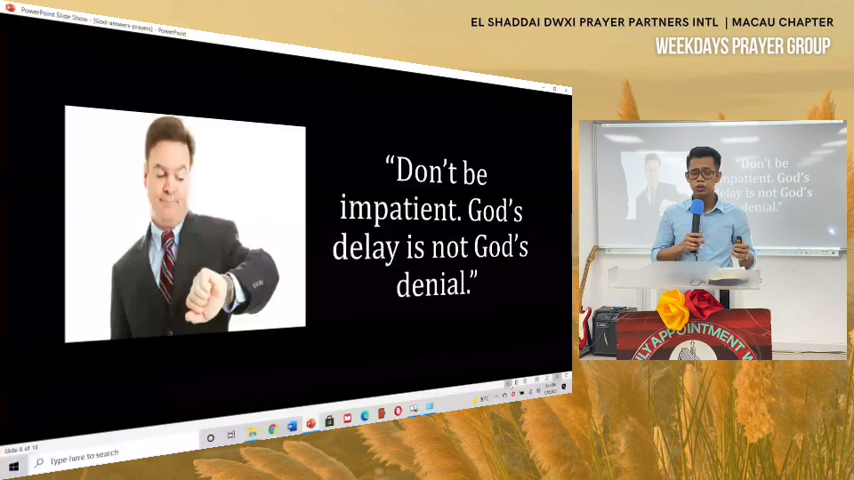 EL SHADDAI DWXI PRAYER PARTNERS INTL | MACAU CHAPTER
WEEKDAYS PRAYER GROUP
PowerPoint Slide Show - [God-answers-prayers] - PowerPoint
“Don’t be
impatient. God’s
delay is not God’s
denial.”
“Don’t be
impatient. God’s
delay is not God’s
denial.”
APPOINTMENT
Slide 8 of 19
Type here to search